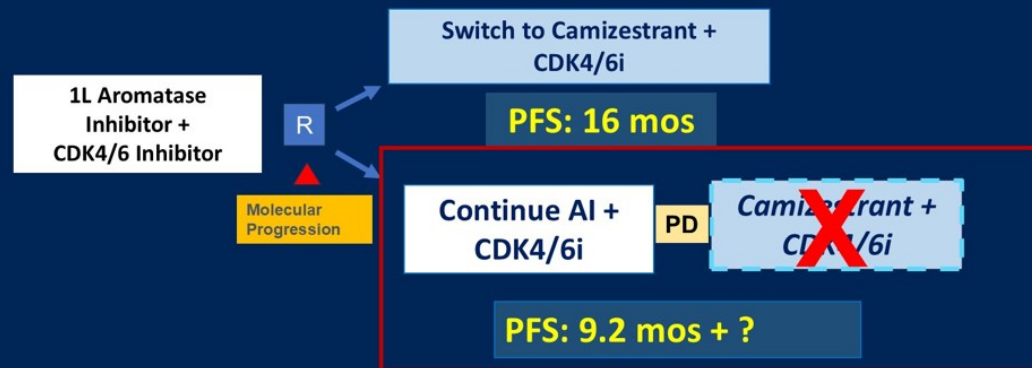 Switch to Camizestrant +
CDK4/6i
1L Aromatase
Inhibitor +
CDK4/6 Inhibitor
R
PFS: 16 mos
Molecular
Progression
Continue AI +
CDK4/6i
PD
Camizestrant +
CDK4/6i
X
PFS: 9.2 mos + ?